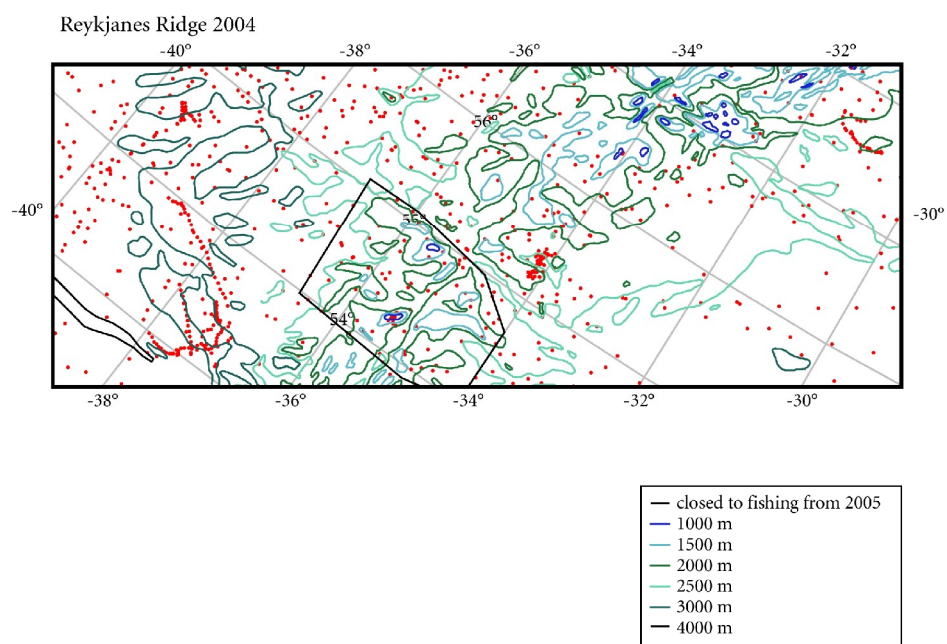 Reykjanes Ridge 2004
-40° -38° -36° -34° -32°
56°
-40° 55° -30°
54°
-38° -36° -34° -32° -30°
closed to fishing from 2005
1000 m
1500 m
2000 m
2500 m
3000 m
4000 m